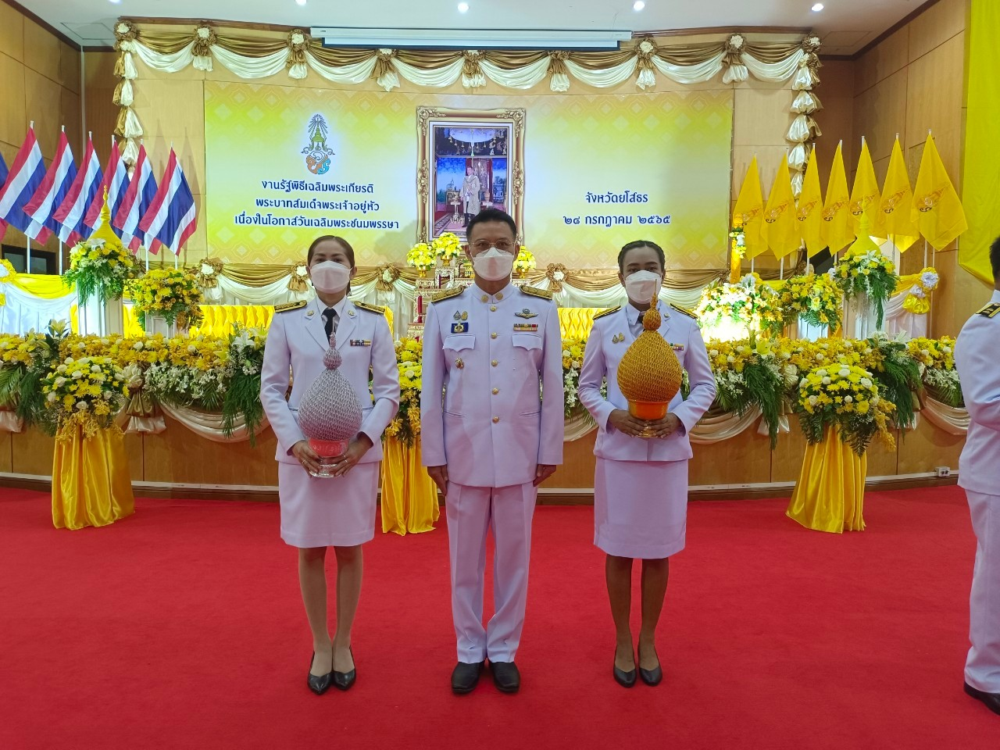 งานรัฐพิธีเฉลิมพระเกียรติ
พระบาทสมเด็จพระเจ้าอยู่หัว
เนื่องในโอกาสวันเฉลิมพระชนมพรรษา
จังหวัดยโสธร
๒๘ กรกฎาคม ๒๕๖๕